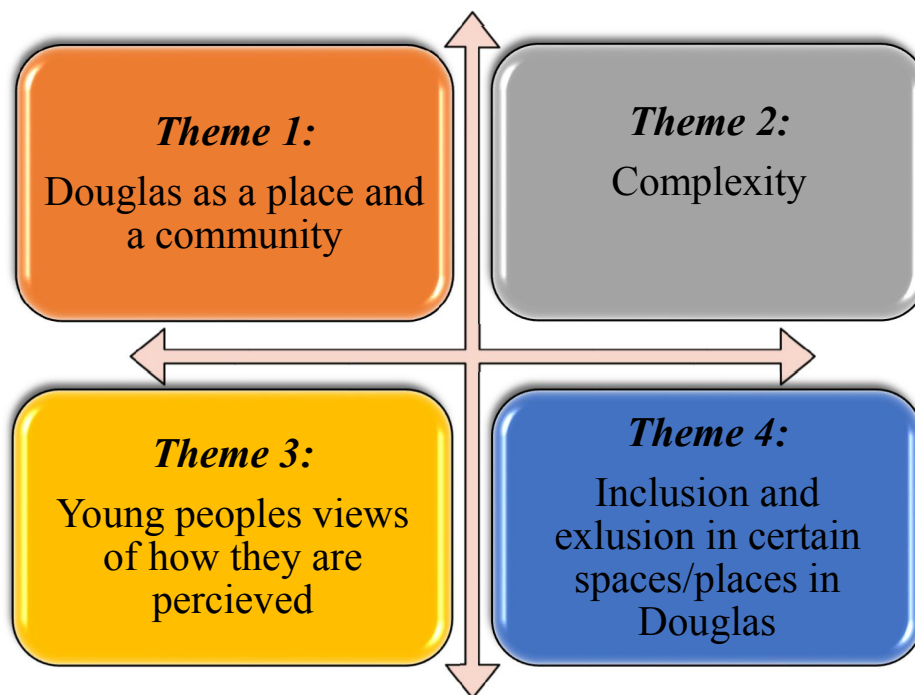 Theme 1:
Douglas as a place and
a community
Theme 2:
Complexity
Theme 3:
Young peoples views
of how they are
percieved
Theme 4:
Inclusion and
exlusion in certain
spaces/places in
Douglas